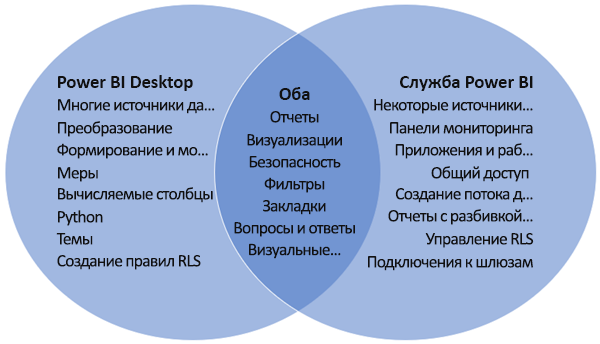 Power BI Desktop
Многие источники да...
Преобразование
Формирование и мо...
Меры
Вычисляемые столбцы
Python
Темы
Создание правил RLS
Оба
Отчеты
Визуализации
Безопасность
Фильтры
Закладки
Вопросы и ответы
Визуальные...
Служба Power BI
Некоторые источники...
Панели мониторинга
Приложения и раб...
Общий доступ
Создание потока д...
Отчеты с разбивкой...
Управление RLS
Подключения к шлюзам